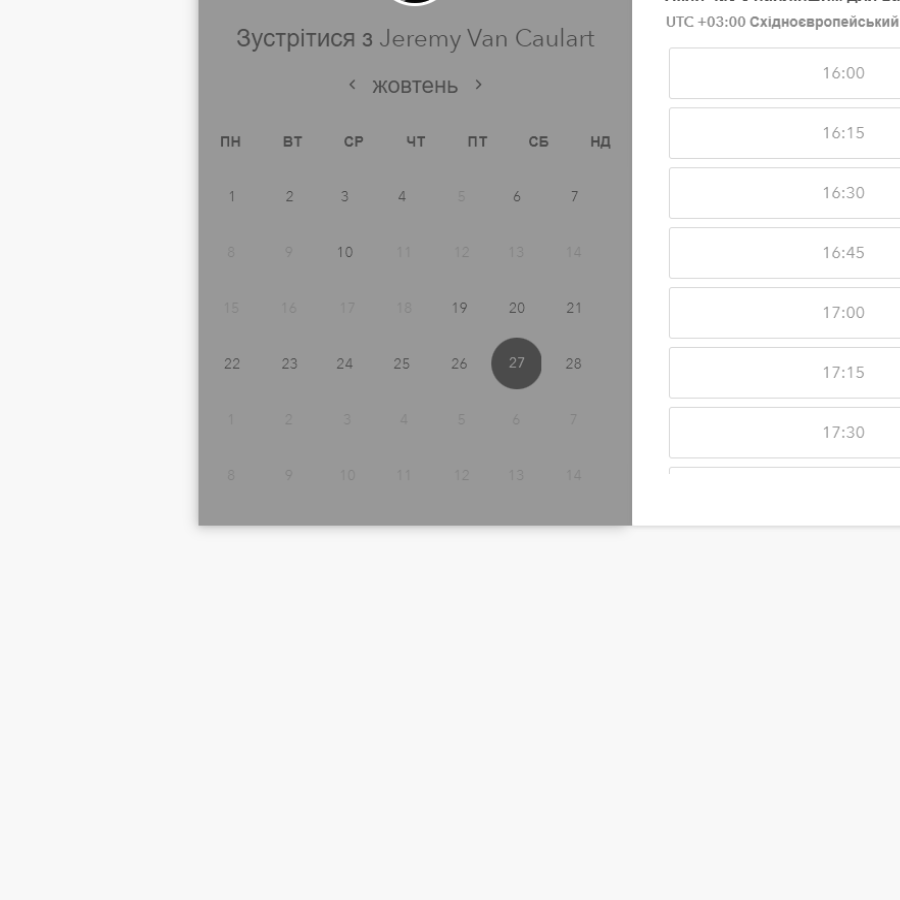 Зустрітися з Jeremy Van Caulart
жовтень
ПН ВТ СР ЧТ ПТ СБ НД
1 2 3 4 5 6 7
8 9 10 11 12 13 14
15 16 17 18 19 20 21
22 23 24 25 26 27 28
1 2 3 4 5 6 7
8 9 10 11 12 13 14
UTC +03:00 Східноєвропейський
16:00
16:15
16:30
16:45
17:00
17:15
17:30